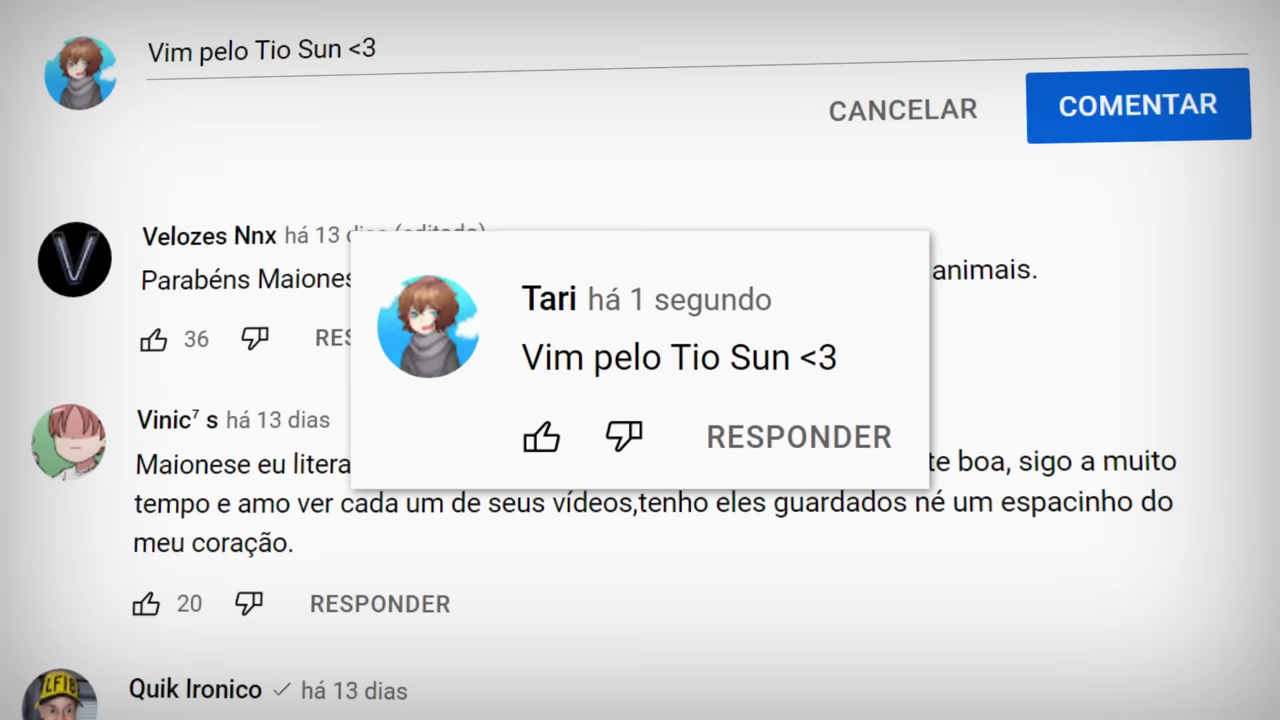 Vim pelo Tio Sun <3
CANCELAR
COMENTAR
Velozes Nnx há 13 dias (editado)
Parabéns Maiones
animais.
36
Tari há 1 segundo
Vim pelo Tio Sun <3
RESPONDER
Vinic⁷ s há 13 dias
Maionese eu litera
te boa, sigo a muito
tempo e amo ver cada um de seus vídeos,tenho eles guardados né um espacinho do
meu coração.
20
RESPONDER
Quik Ironico há 13 dias